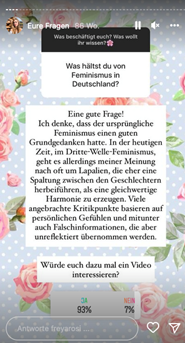 Eure Fragen 86 Wo.
Was beschäftigt euch? Was wollt
ihr wissen?
Was hältst du von
Feminismus in
Deutschland?
Eine gute Frage!
Ich denke, dass der ursprüngliche
Feminismus einen guten
Grundgedanken hatte. In der heutigen
Zeit, im Dritte-Welle-Feminismus,
geht es allerdings meiner Meinung
nach oft um Lapalien, die eher eine
Spaltung zwischen den Geschlechtern
herbeiführen, als eine gleichwertige
Harmonie zu erzeugen. Viele
angebrachte Kritikpunkte basieren auf
persönlichen Gefühlen und mitunter
auch Falschinformationen, die aber
unreflektiert übernommen werden.
Würde euch dazu mal ein Video
interessieren?
JA NEIN
93% 7%
Antworte freyarosi...